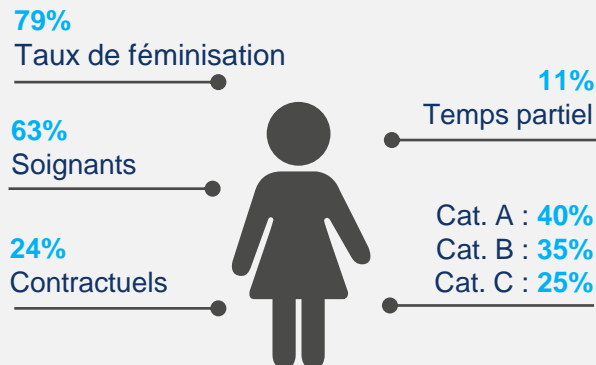 79%
Taux de féminisation
63%
Soignants
24%
Contractuels
11%
Temps partiel
Cat. A : 40%
Cat. B : 35%
Cat. C : 25%